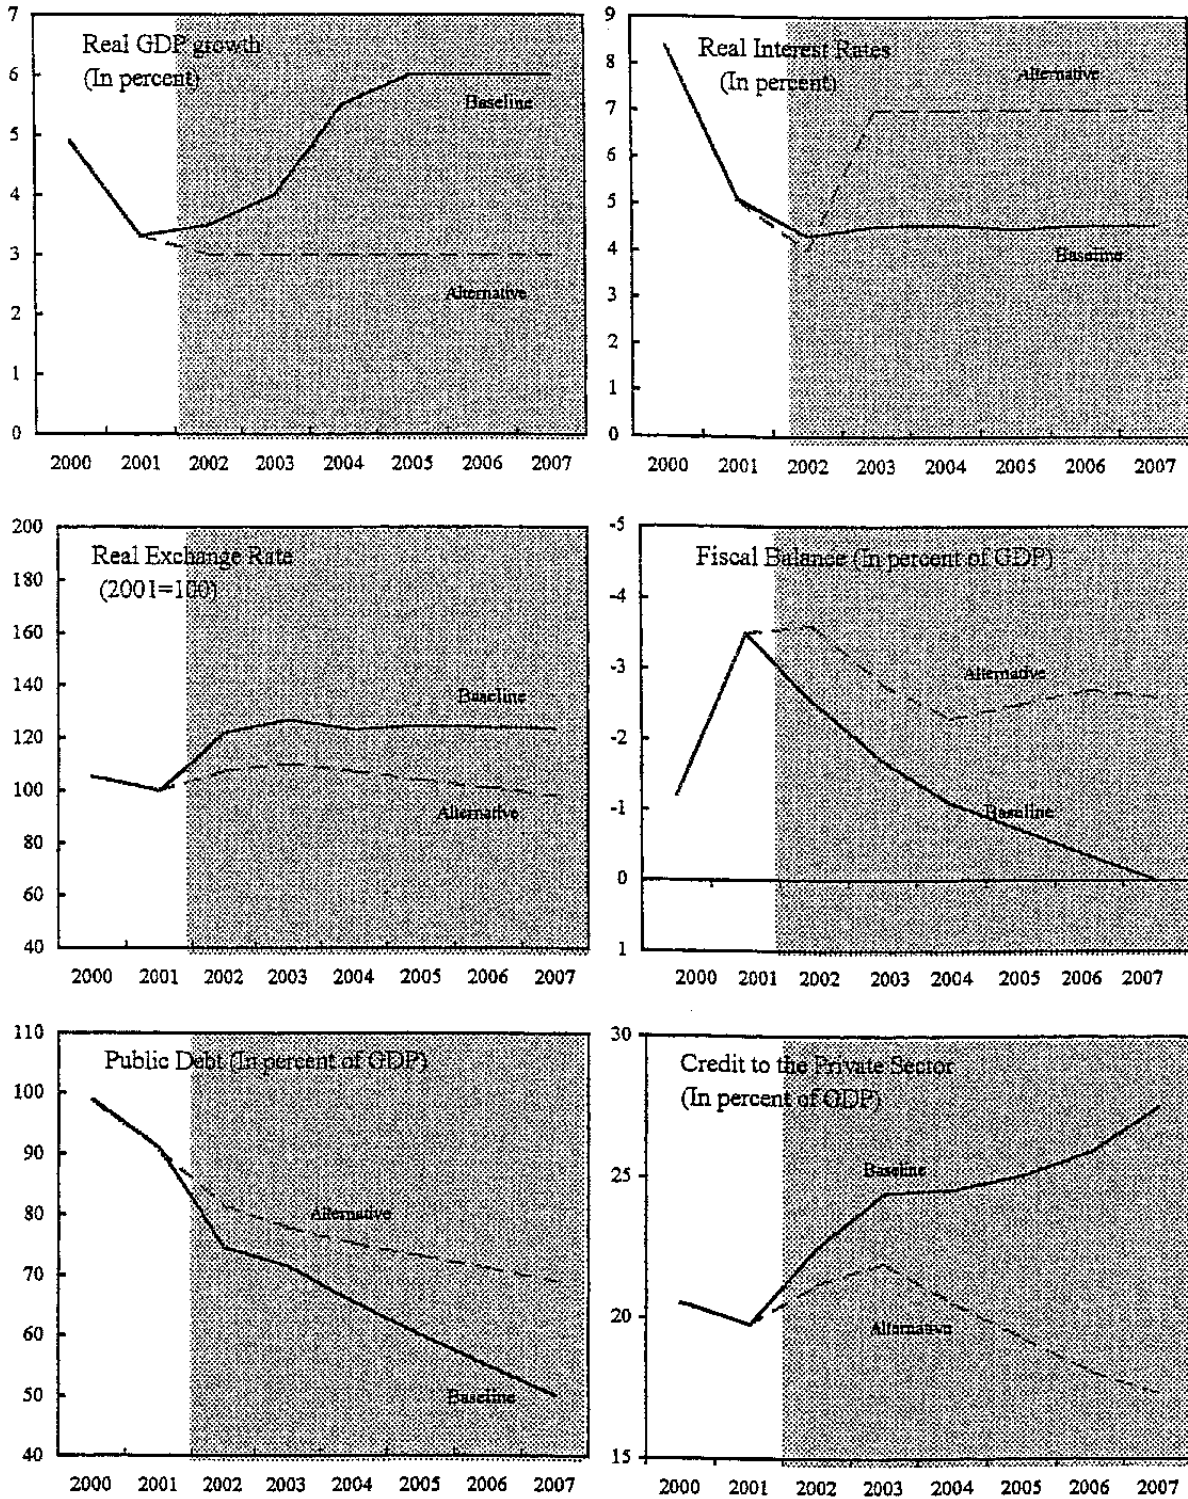 Real GDP growth
(In percent)
7
6
5
4
3
2
1
0
Baseline
Alternative
2000 2001 2002 2003 2004 2005 2006 2007
Real Interest Rates
(In percent)
9
8
7
6
5
4
3
2
1
0
Alternative
Baseline
2000 2001 2002 2003 2004 2005 2006 2007
Real Exchange Rate
(2001=100)
200
180
160
140
120
100
80
60
40
Baseline
Alternative
2000 2001 2002 2003 2004 2005 2006 2007
Fiscal Balance (In percent of GDP)
-5
-4
-3
-2
-1
0
1
Alternative
Baseline
2000 2001 2002 2003 2004 2005 2006 2007
Public Debt (In percent of GDP)
110
100
90
80
70
60
50
40
Alternative
Baseline
2000 2001 2002 2003 2004 2005 2006 2007
Credit to the Private Sector
(In percent of GDP)
30
25
20
15
Baseline
Alternative
2000 2001 2002 2003 2004 2005 2006 2007